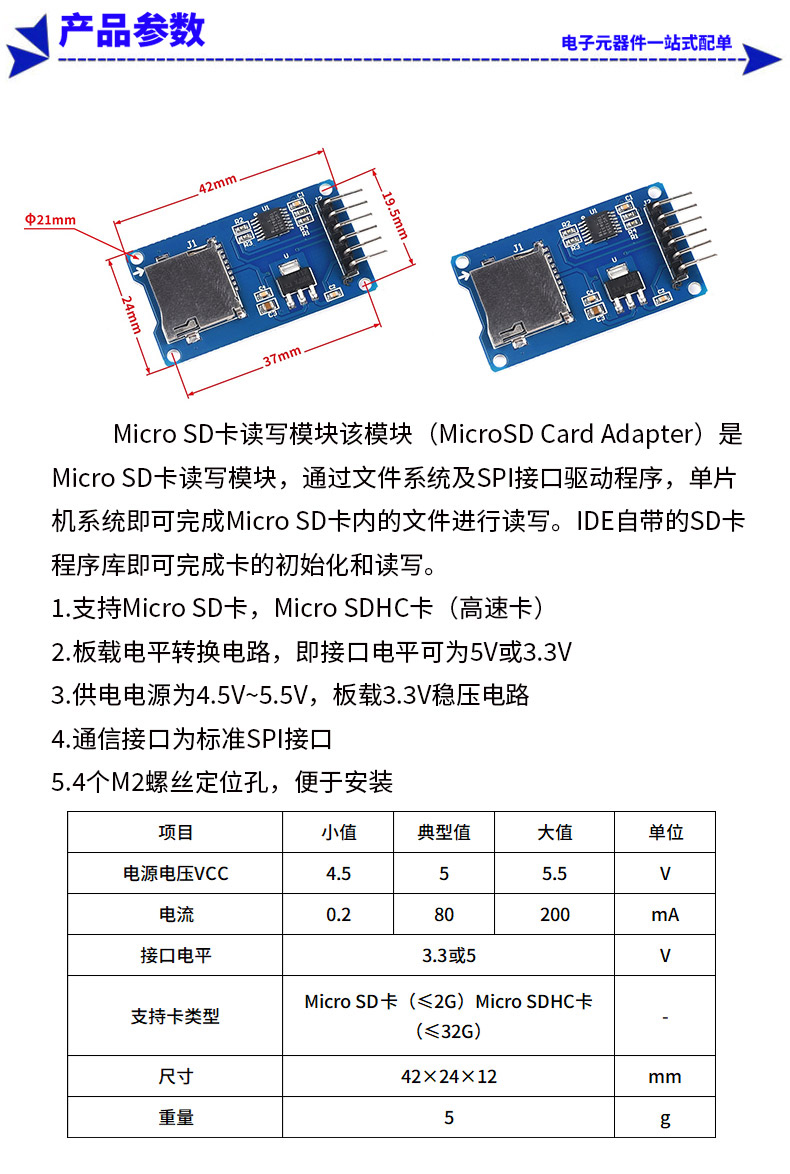 产品参数
电子元器件一站式配单
42mm
19.5mm
Φ21mm
24mm
37mm
J1
R2
R3
U1
C1
U
J1
R2
R3
U1
C1
U
Micro SD卡读写模块该模块（MicroSD Card Adapter）是
Micro SD卡读写模块，通过文件系统及SPI接口驱动程序，单片
机系统即可完成Micro SD卡内的文件进行读写。IDE自带的SD卡
程序库即可完成卡的初始化和读写。
1.支持Micro SD卡，Micro SDHC卡（高速卡）
2.板载电平转换电路，即接口电平可为5V或3.3V
3.供电电源为4.5V~5.5V，板载3.3V稳压电路
4.通信接口为标准SPI接口
5.4个M2螺丝定位孔，便于安装
项目 小值 典型值 大值 单位
电源电压VCC 4.5 5 5.5 V
电流 0.2 80 200 mA
接口电平 3.3或5 V
支持卡类型 Micro SD卡（≤2G）Micro SDHC卡
（≤32G） -
尺寸 42×24×12 mm
重量 5 g